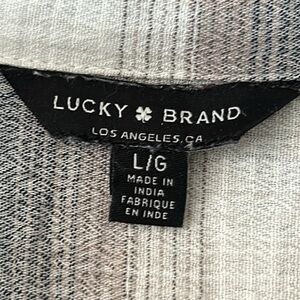 LUCKY ☘ BRAND
LOS ANGELES, CA
L/G
MADE IN
INDIA
FABRIQUE
EN INDE